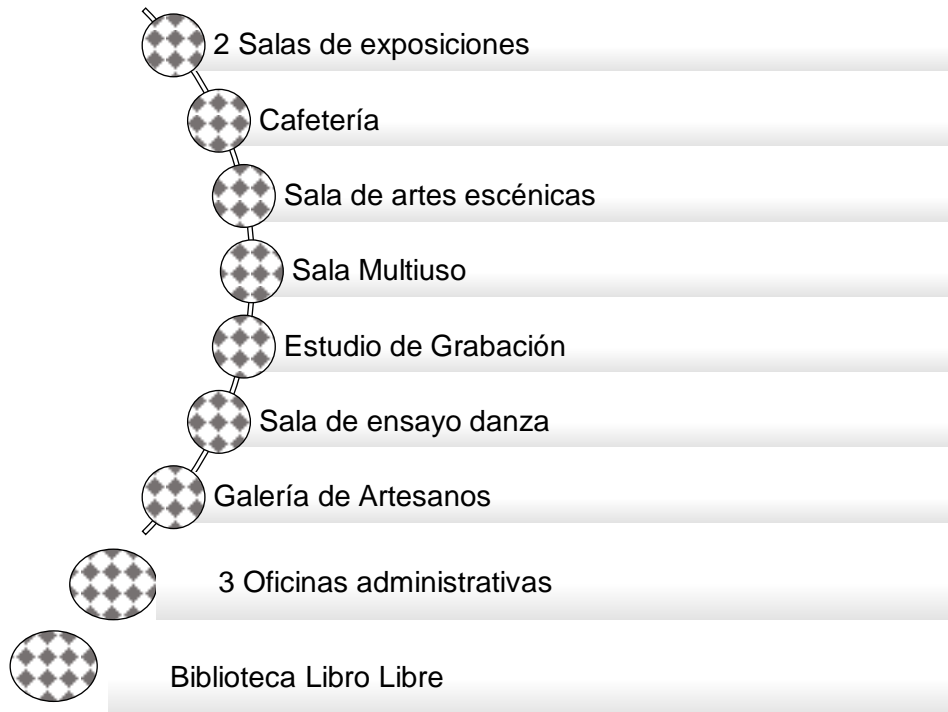 2 Salas de exposiciones
Cafetería
Sala de artes escénicas
Sala Multiuso
Estudio de Grabación
Sala de ensayo danza
Galería de Artesanos
3 Oficinas administrativas
Biblioteca Libro Libre